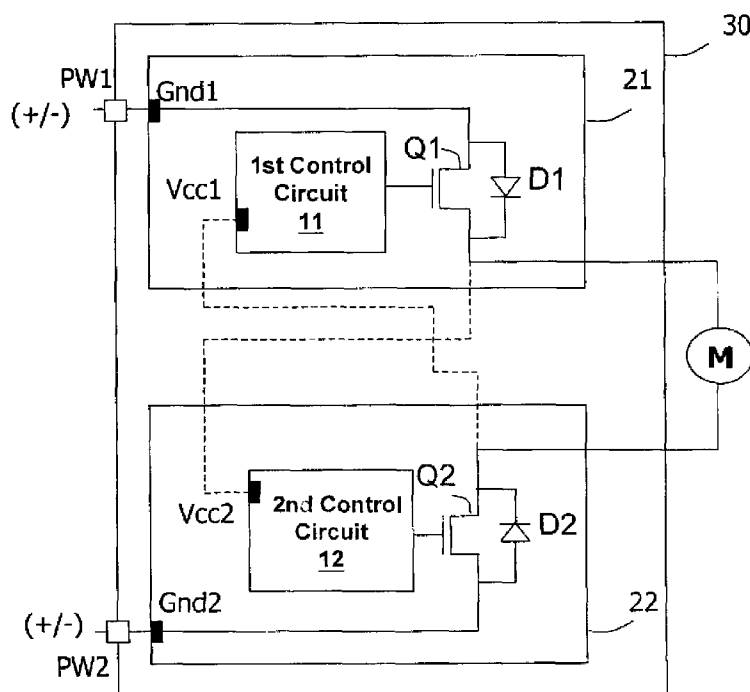 30
PW1
Gnd1
21
(+/-)
Q1
1st Control
Circuit
11
D1
Vcc1
M
Q2
2nd Control
Circuit
12
D2
Vcc2
Gnd2
22
(+/-)
PW2